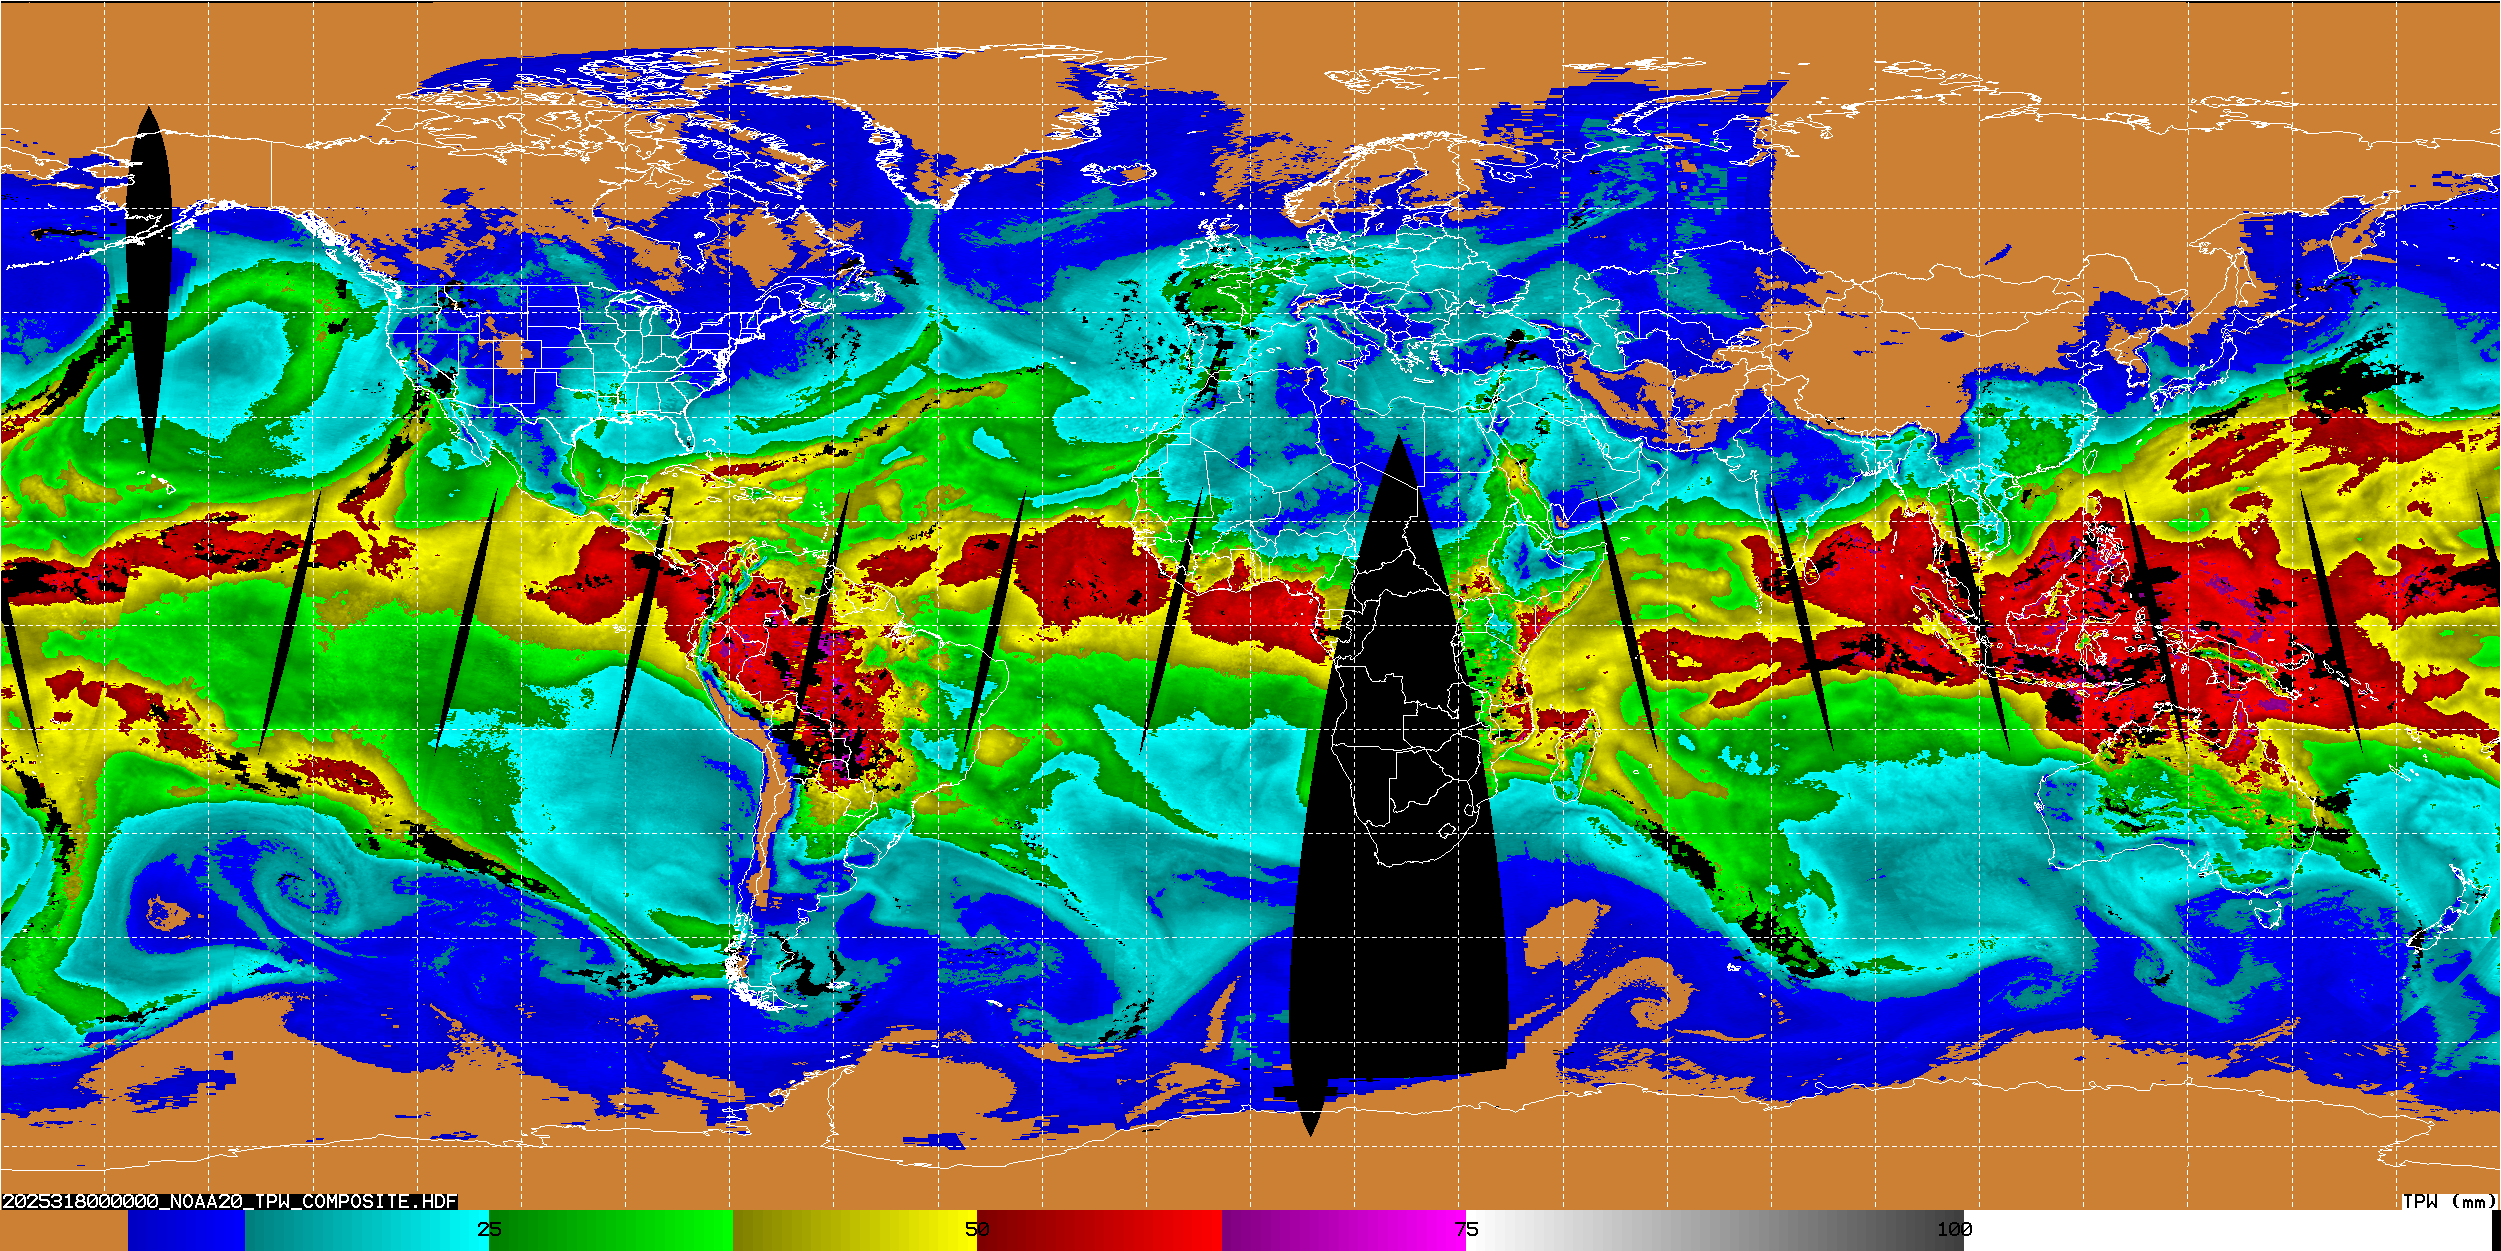 2025318000000_NOAA20_TPW_COMPOSITE.HDF
TPW (mm)
25 50 75 100